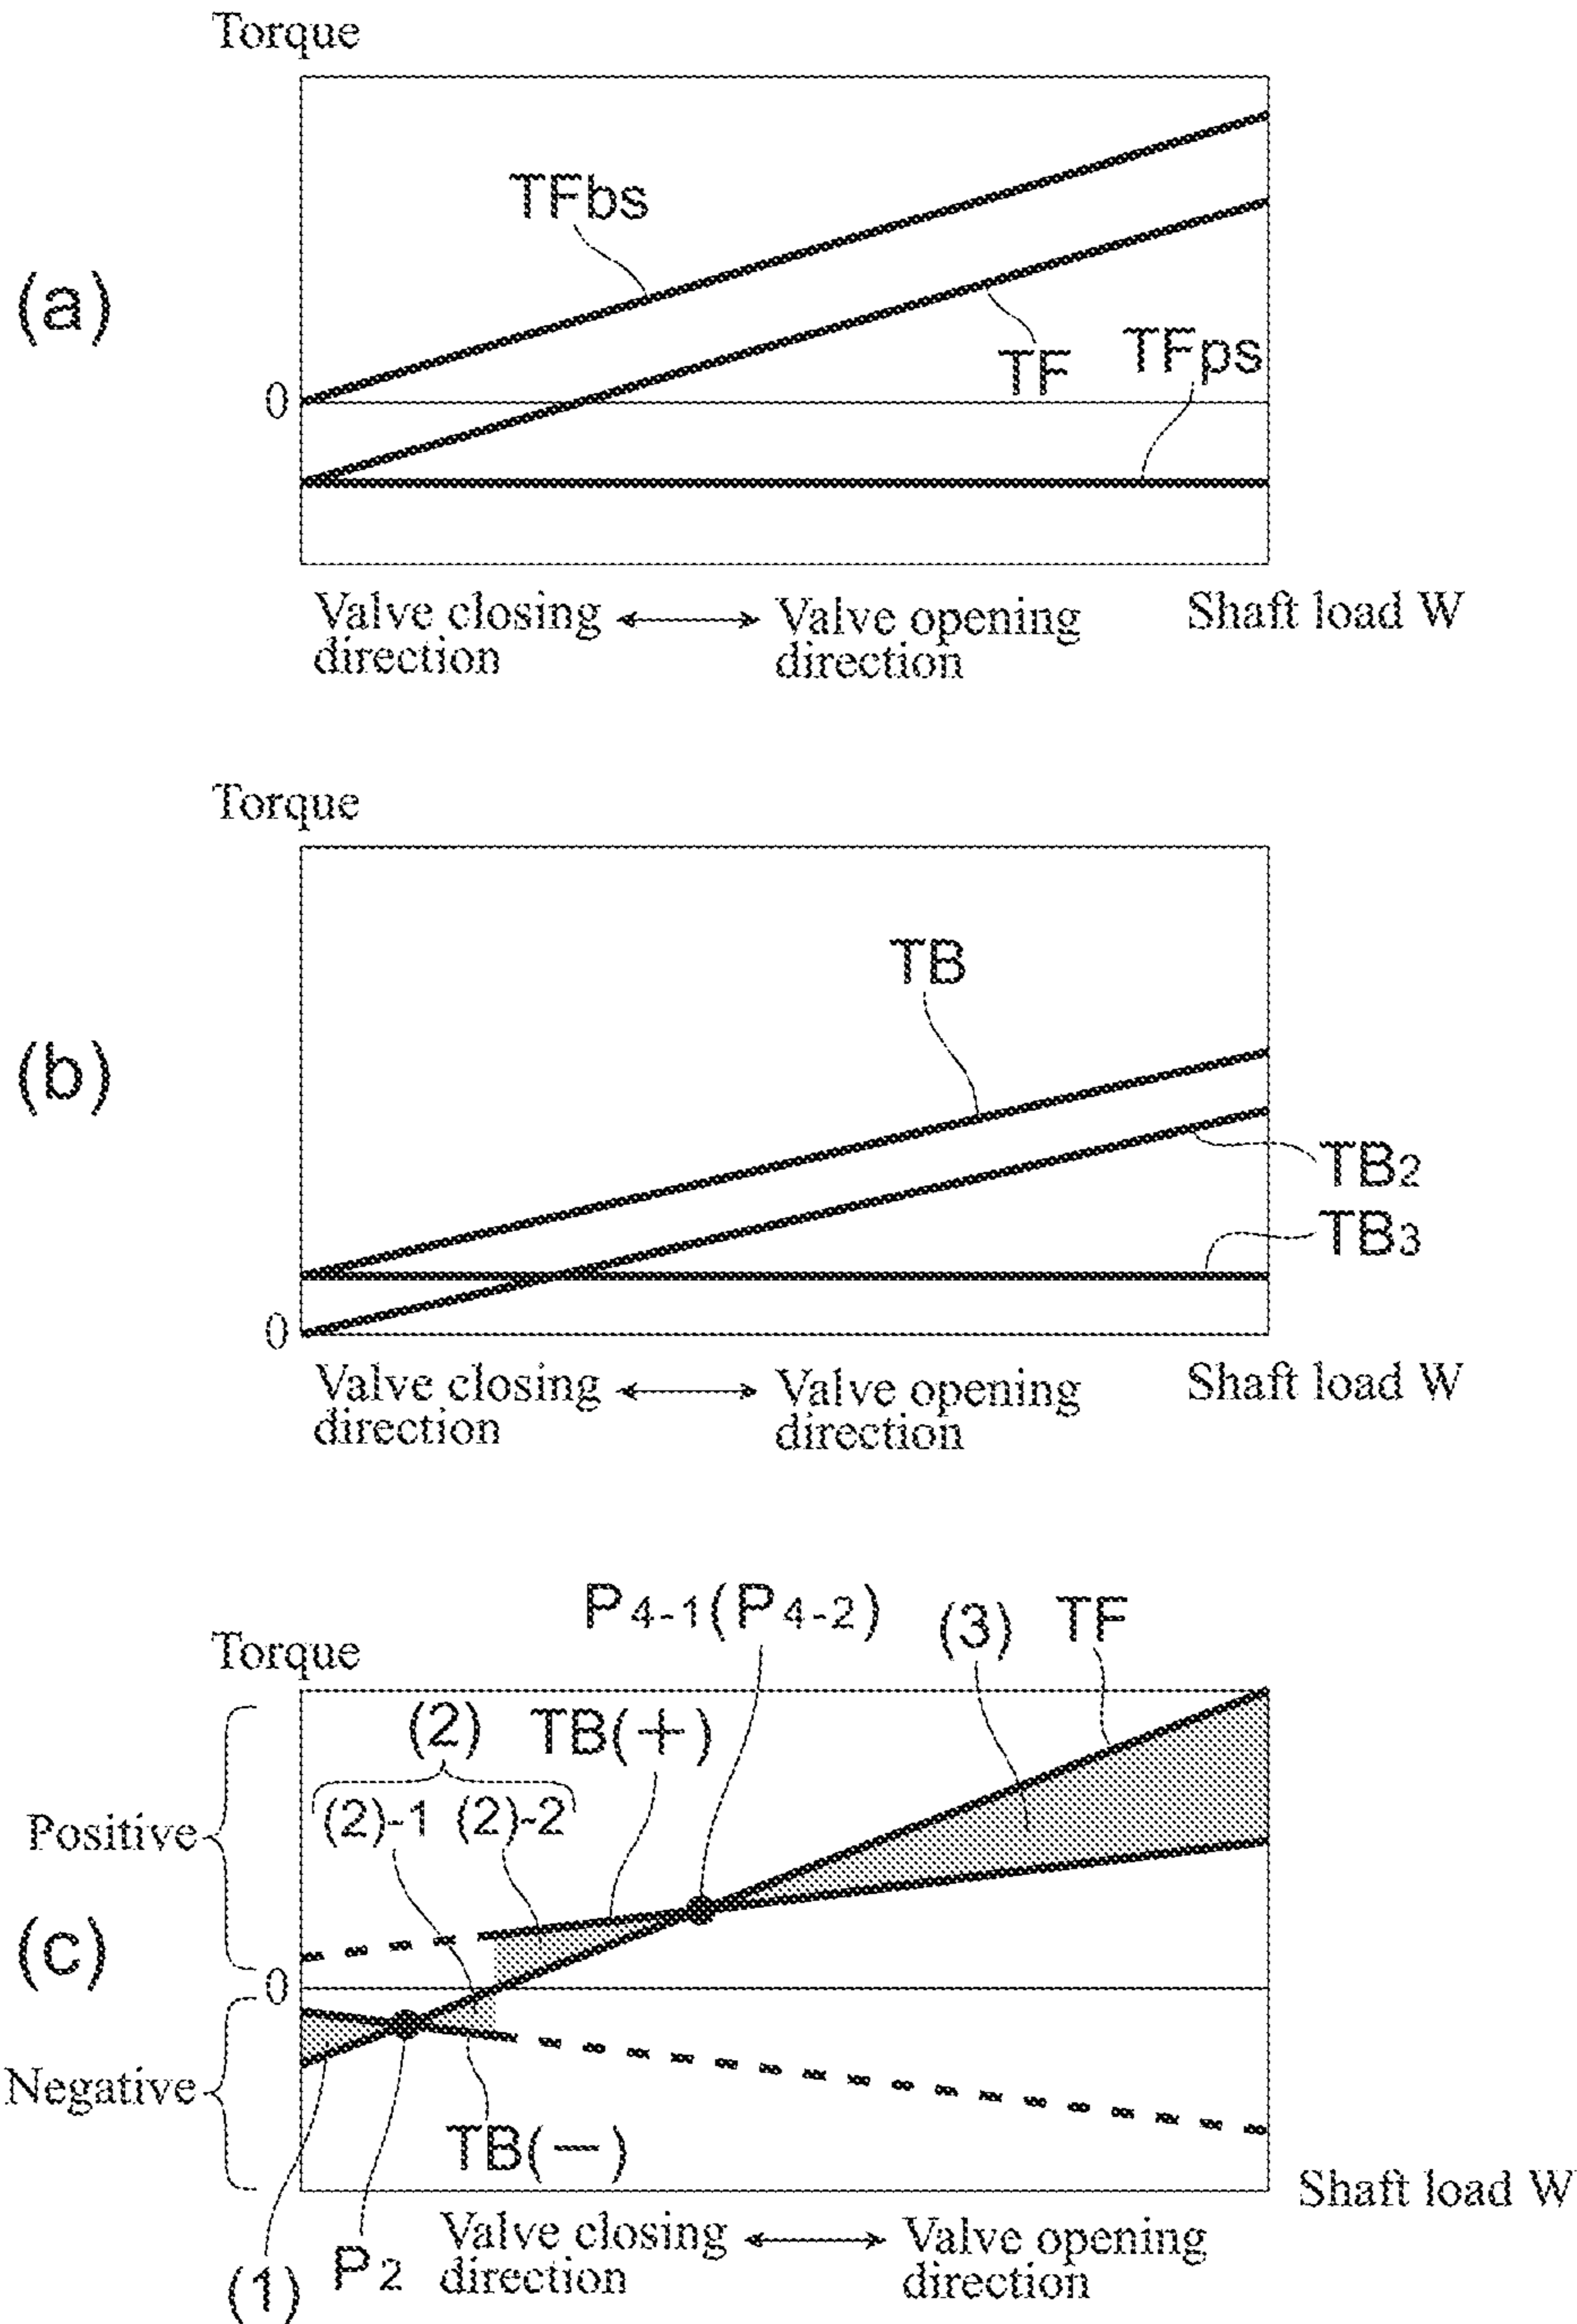 Torque
TFbs
(a)
TF
TFps
0
Valve closing direction
Valve opening direction
Shaft load W
Torque
TB
(b)
TB2
TB3
0
Valve closing direction
Valve opening direction
Shaft load W
P4-1(P4-2)
(3)
TF
Torque
(2)
TB(+)
(2)-1
(2)-2
Positive
(c)
0
Negative
TB(−)
Shaft load W
(1)
P2
Valve closing direction
Valve opening direction